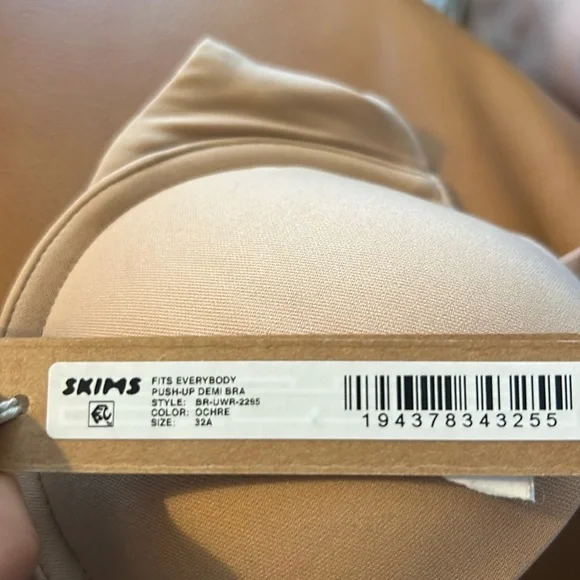 SKIMS
FITS EVERYBODY
PUSH-UP DEMI BRA
STYLE: BR-UWR-2255
COLOR: OCHRE
SIZE: 32A
194378343255